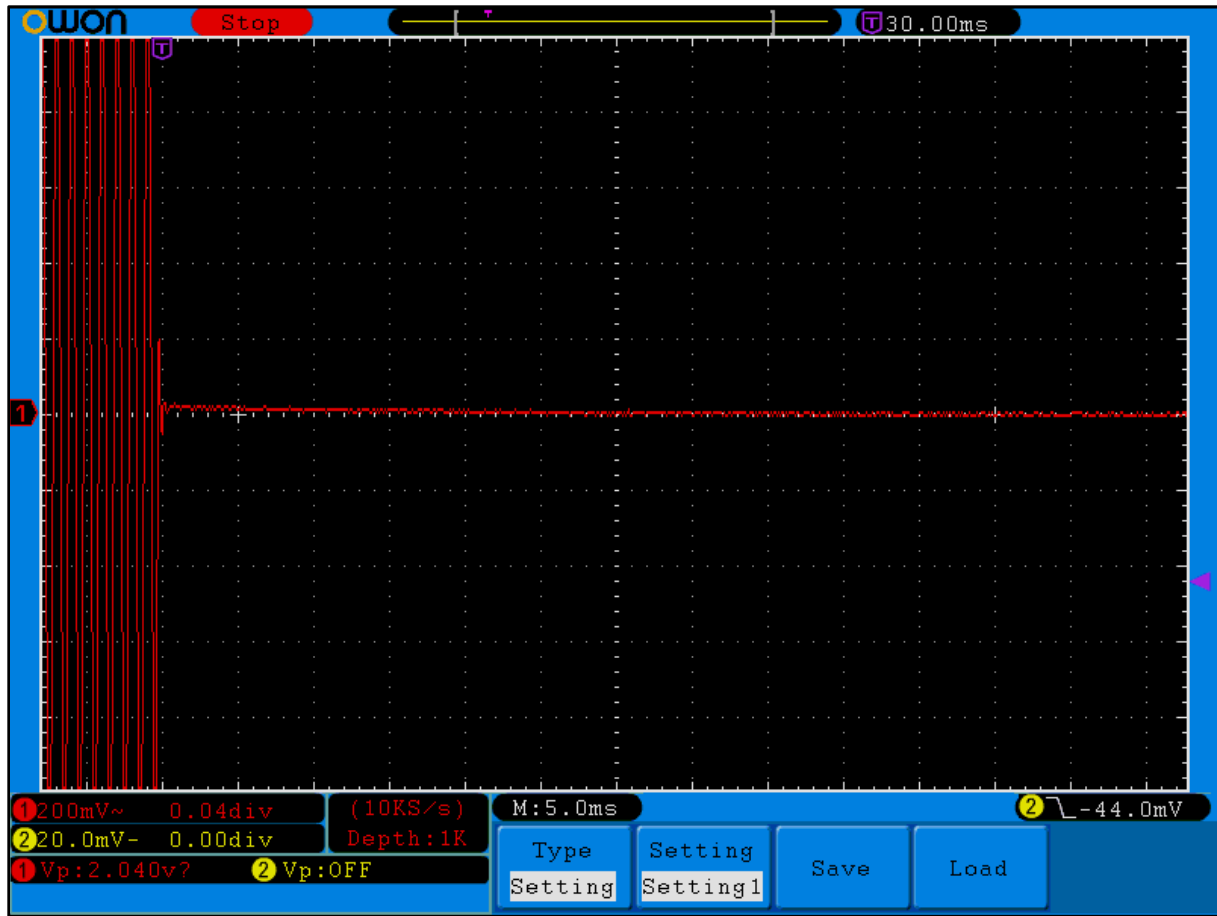 owon Stop T 30.00ms
T
1
1 200mV~ 0.04div (10KS/s) M:5.0ms 2 -44.0mV
2 20.0mV- 0.00div Depth:1K
1 Vp:2.040v? 2 Vp:OFF
Type Setting Save Load
Setting Setting1